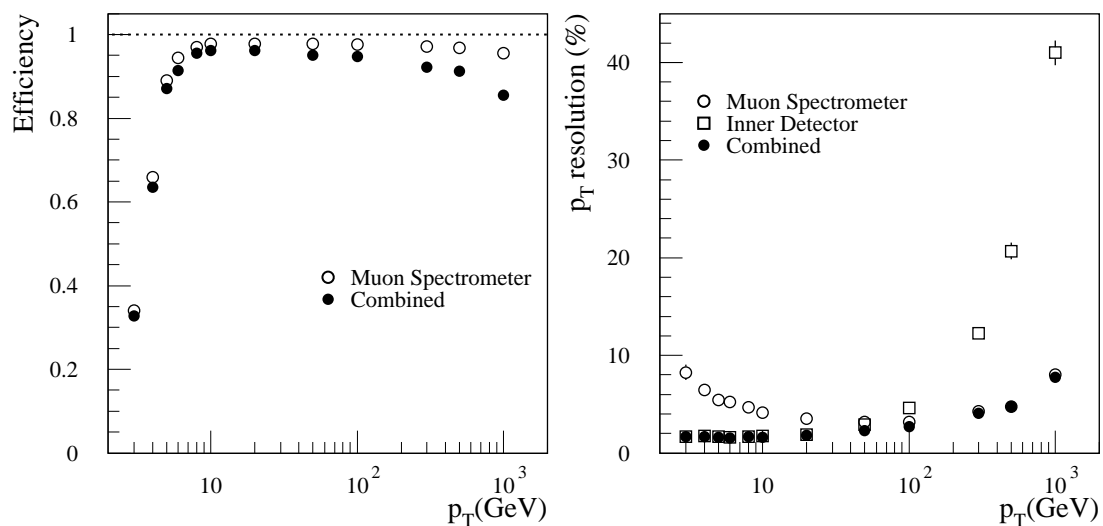 Efficiency
1
0.8
0.6
0.4
0.2
0
Muon Spectrometer
Combined
10
10²
10³
p_T(GeV)
p_T resolution (%)
40
30
20
10
0
Muon Spectrometer
Inner Detector
Combined
10
10²
10³
p_T(GeV)